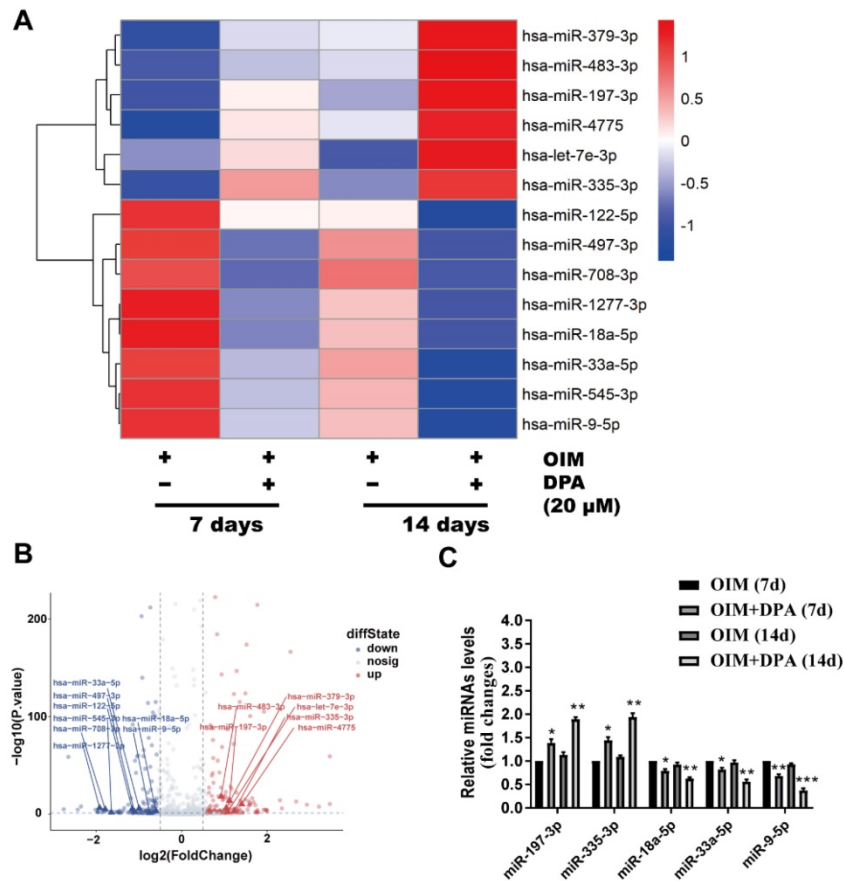 A
hsa-miR-379-3p
hsa-miR-483-3p
hsa-miR-197-3p
hsa-miR-4775
hsa-let-7e-3p
hsa-miR-335-3p
hsa-miR-122-5p
hsa-miR-497-3p
hsa-miR-708-3p
hsa-miR-1277-3p
hsa-miR-18a-5p
hsa-miR-33a-5p
hsa-miR-545-3p
hsa-miR-9-5p
1
0.5
0
-0.5
-1
+ + + + OIM
– + – + DPA
(20 µM)
7 days 14 days
B
200
100
0
−log10(P.value)
−2 0 2
log2(FoldChange)
diffState
down
nosig
up
hsa−miR−33a−5p
hsa−miR−497−3p
hsa−miR−122−5p
hsa−miR−545−3p
hsa−miR−18a−5p
hsa−miR−708−3p
hsa−miR−9−5p
hsa−miR−1277−3p
hsa−miR−379−3p
hsa−miR−483−3p
hsa−let−7e−3p
hsa−miR−335−3p
hsa−miR−197−3p
hsa−miR−4775
C
OIM (7d)
OIM+DPA (7d)
OIM (14d)
OIM+DPA (14d)
Relative miRNAs levels
(fold changes)
4.0
3.5
3.0
2.5
2.0
1.5
1.0
0.5
0.0
* ** * ** * ** * ** ** ***
miR-197-3p
miR-335-3p
miR-18a-5p
miR-33a-5p
miR-9-5p